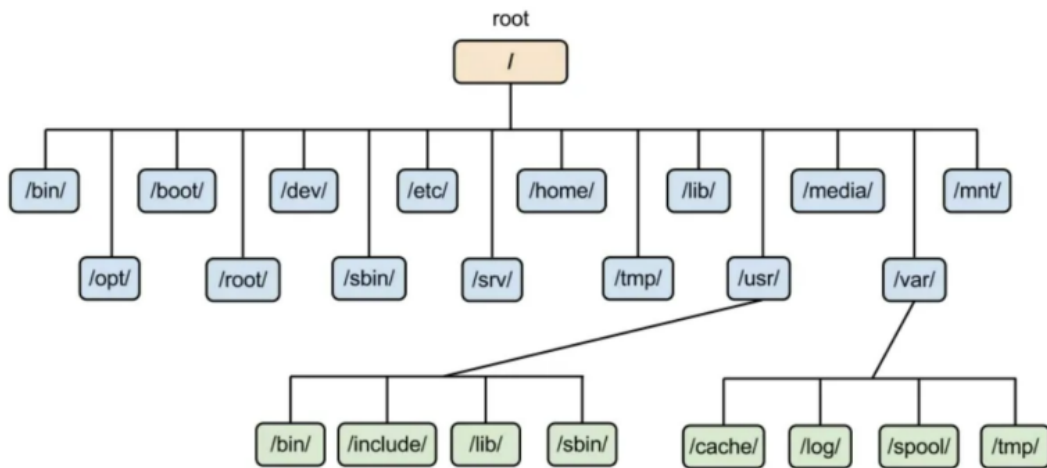 root
/
/bin/ /boot/ /dev/ /etc/ /home/ /lib/ /media/ /mnt/
/opt/ /root/ /sbin/ /srv/ /tmp/ /usr/ /var/
/bin/ /include/ /lib/ /sbin/ /cache/ /log/ /spool/ /tmp/